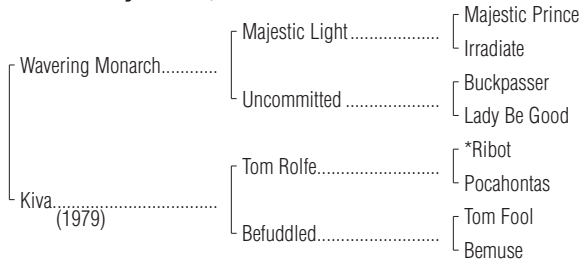 Majestic Prince
Majestic Light...................
Irradiate
Wavering Monarch............
Buckpasser
Uncommitted ...................
Lady Be Good
*Ribot
Tom Rolfe.........................
Pocahontas
Kiva..................................
(1979)
Tom Fool
Befuddled.........................
Bemuse